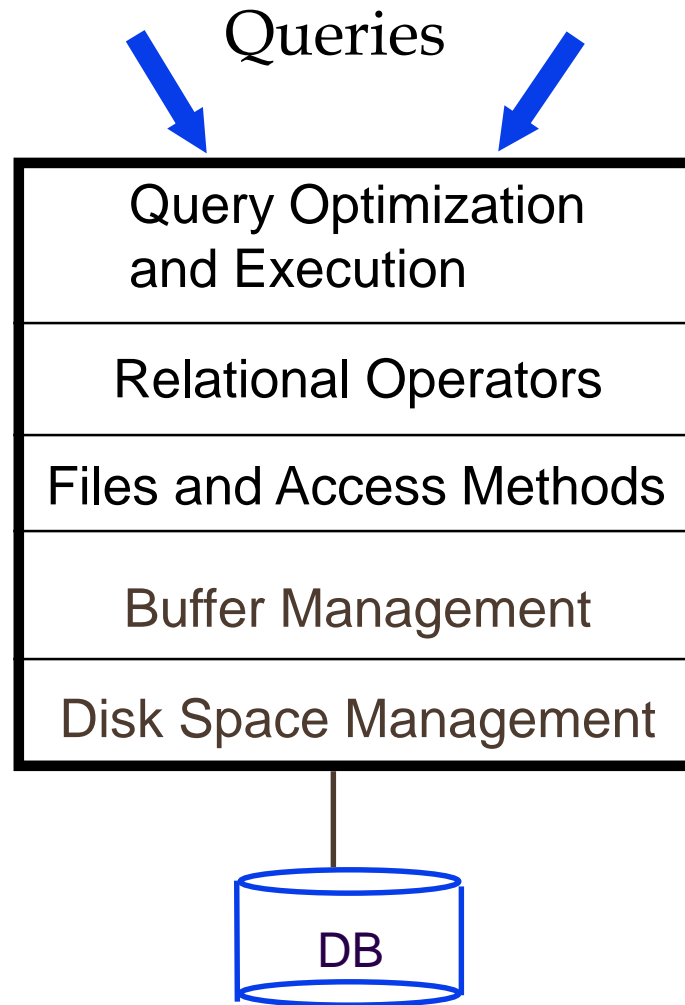 Queries
Query Optimization
and Execution
Relational Operators
Files and Access Methods
Buffer Management
Disk Space Management
DB